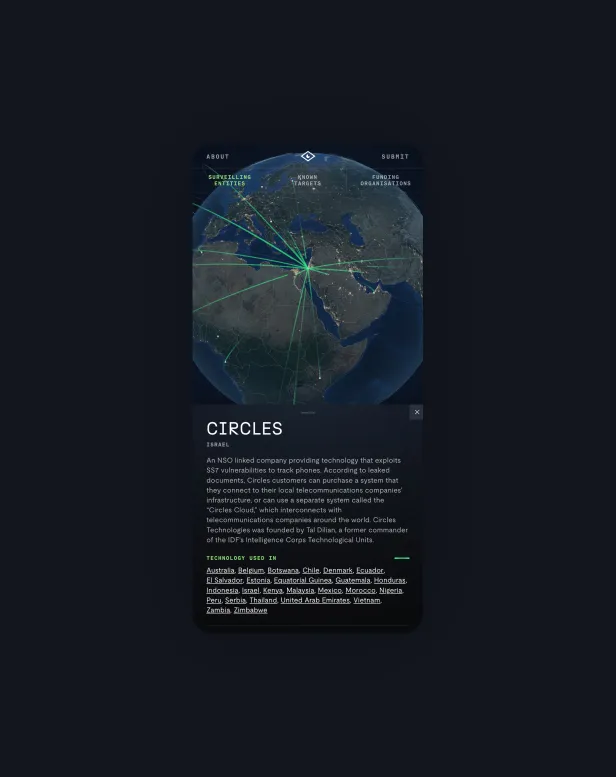 ABOUT
SUBMIT
SURVEILLING
ENTITIES
KNOWN
TARGETS
FUNDING
ORGANISATIONS
CIRCLES
ISRAEL
An NSO linked company providing technology that exploits
SS7 vulnerabilities to track phones. According to leaked
documents, Circles customers can purchase a system that
they connect to their local telecommunications companies'
infrastructure, or can use a separate system called the
"Circles Cloud," which interconnects with
telecommunications companies around the world. Circles
Technologies was founded by Tal Dilian, a former commander
of the IDF's Intelligence Corps Technological Units.
TECHNOLOGY USED IN
Australia, Belgium, Botswana, Chile, Denmark, Ecuador,
El Salvador, Estonia, Equatorial Guinea, Guatemala, Honduras,
Indonesia, Israel, Kenya, Malaysia, Mexico, Morocco, Nigeria,
Peru, Serbia, Thailand, United Arab Emirates, Vietnam,
Zambia, Zimbabwe